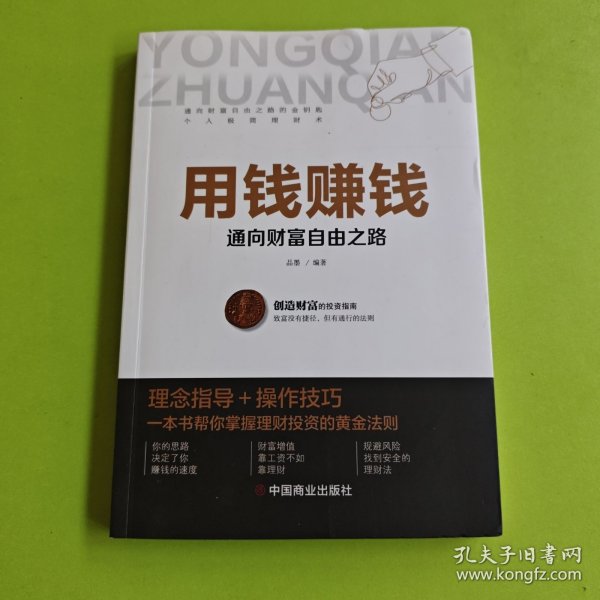 YONGQIAN
ZHUANQIAN
通向财富自由之路的金钥匙
个人极简理财术
用钱赚钱
通向财富自由之路
品墨 / 编著
创造财富的投资指南
致富没有捷径,但有通行的法则
理念指导+操作技巧
一本书帮你掌握理财投资的黄金法则
你的思路
决定了你
赚钱的速度
财富增值
靠工资不如
靠理财
规避风险
找到安全的
理财法
中国商业出版社
孔夫子旧书网
www.kongfz.com